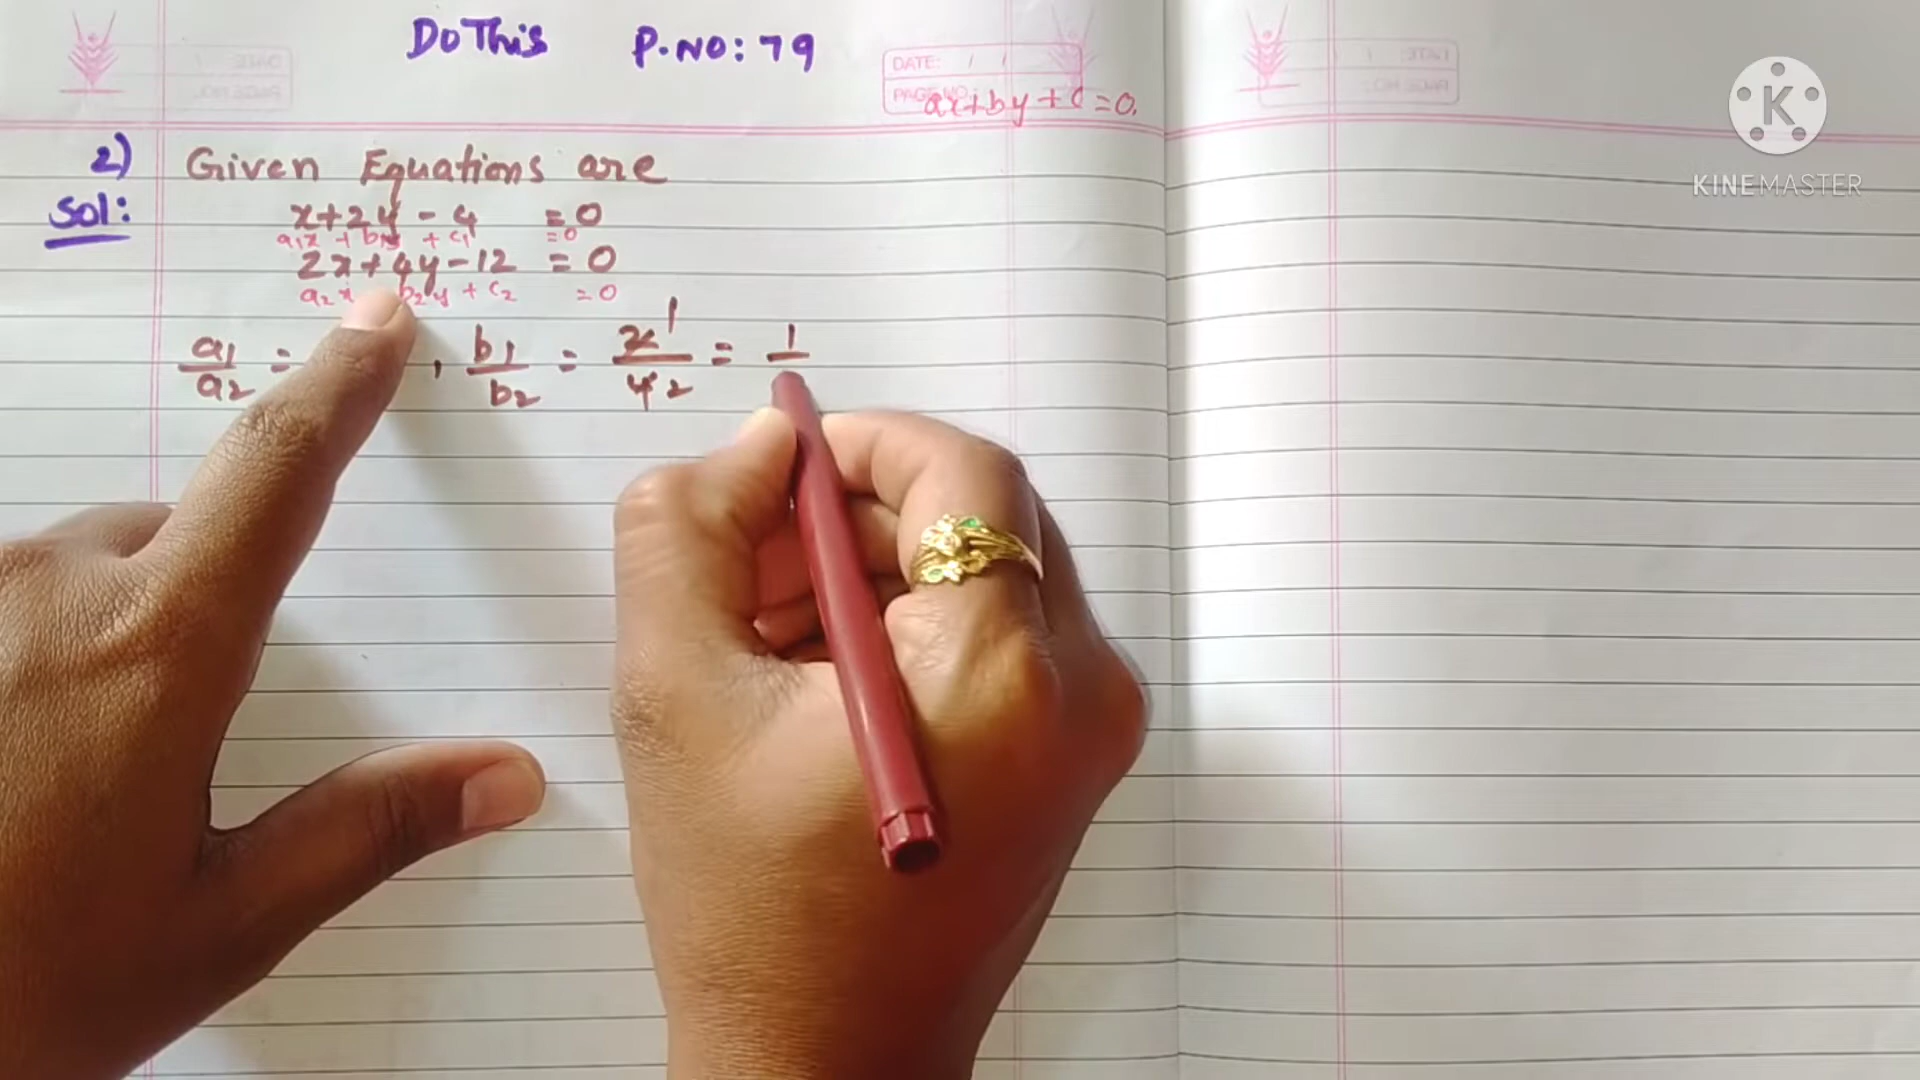 Do This P.NO: 79
DATE: / /
PAGE NO.
ax+by+c=0.
2) Given Equations are
Sol:
x+2y-4 =0
a₁x + b₁y + c₁ =0
2x+4y-12 =0
a₂x b₂y + c₂ =0
a₁/a₂ = , b₁/b₂ = 2 1/4 2 = 1/
K
KINEMASTER